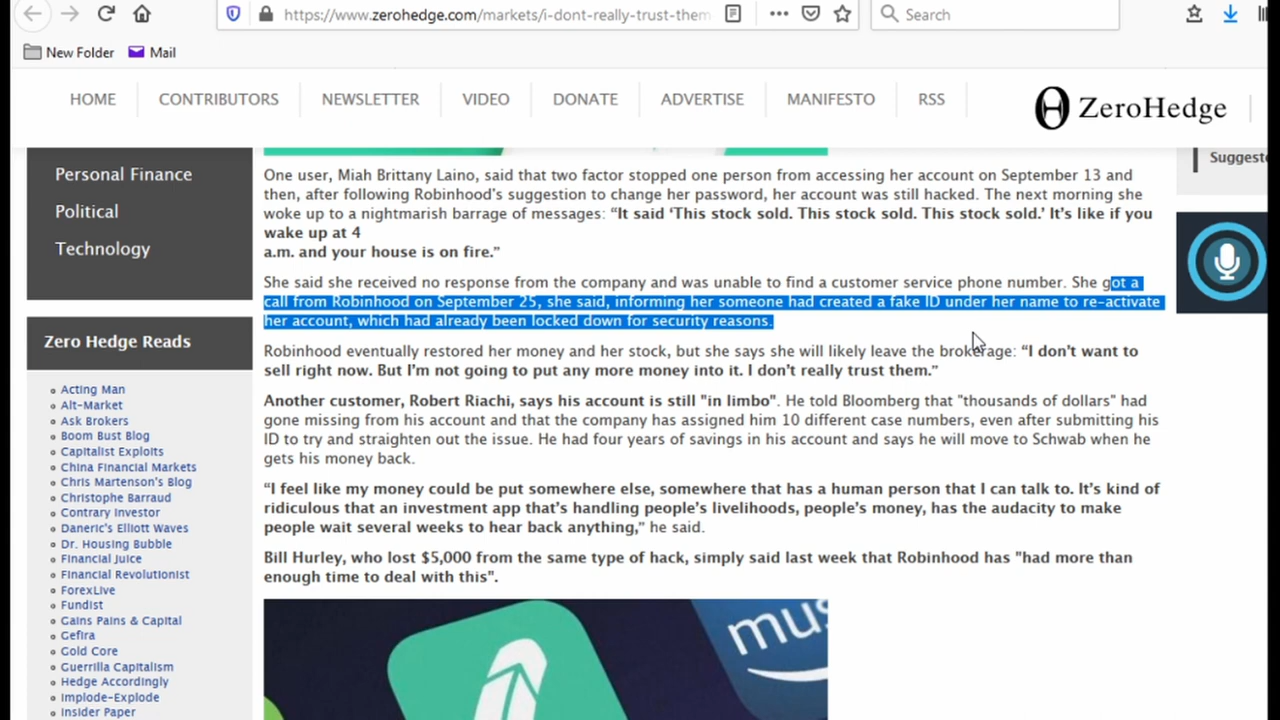 https://www.zerohedge.com/markets/i-dont-really-trust-them
Search
New Folder
Mail
HOME
CONTRIBUTORS
NEWSLETTER
VIDEO
DONATE
ADVERTISE
MANIFESTO
RSS
ZeroHedge
Personal Finance
Political
Technology
Zero Hedge Reads
Acting Man
Alt-Market
Ask Brokers
Boom Bust Blog
Capitalist Exploits
China Financial Markets
Chris Martenson's Blog
Christophe Barraud
Contrary Investor
Daneric's Elliott Waves
Dr. Housing Bubble
Financial Juice
Financial Revolutionist
ForexLive
Fundist
Gains Pains & Capital
Gefira
Gold Core
Guerrilla Capitalism
Hedge Accordingly
Implode-Explode
Insider Paper
One user, Miah Brittany Laino, said that two factor stopped one person from accessing her account on September 13 and
then, after following Robinhood's suggestion to change her password, her account was still hacked. The next morning she
woke up to a nightmarish barrage of messages: “It said ‘This stock sold. This stock sold. This stock sold.’ It’s like if you
wake up at 4
a.m. and your house is on fire.”
She said she received no response from the company and was unable to find a customer service phone number. She got a
call from Robinhood on September 25, she said, informing her someone had created a fake ID under her name to re-activate
her account, which had already been locked down for security reasons.
Robinhood eventually restored her money and her stock, but she says she will likely leave the brokerage: “I don’t want to
sell right now. But I’m not going to put any more money into it. I don’t really trust them.”
Another customer, Robert Riachi, says his account is still "in limbo". He told Bloomberg that "thousands of dollars" had
gone missing from his account and that the company has assigned him 10 different case numbers, even after submitting his
ID to try and straighten out the issue. He had four years of savings in his account and says he will move to Schwab when he
gets his money back.
“I feel like my money could be put somewhere else, somewhere that has a human person that I can talk to. It’s kind of
ridiculous that an investment app that’s handling people’s livelihoods, people’s money, has the audacity to make
people wait several weeks to hear back anything,” he said.
Bill Hurley, who lost $5,000 from the same type of hack, simply said last week that Robinhood has "had more than
enough time to deal with this".
mus
Suggest